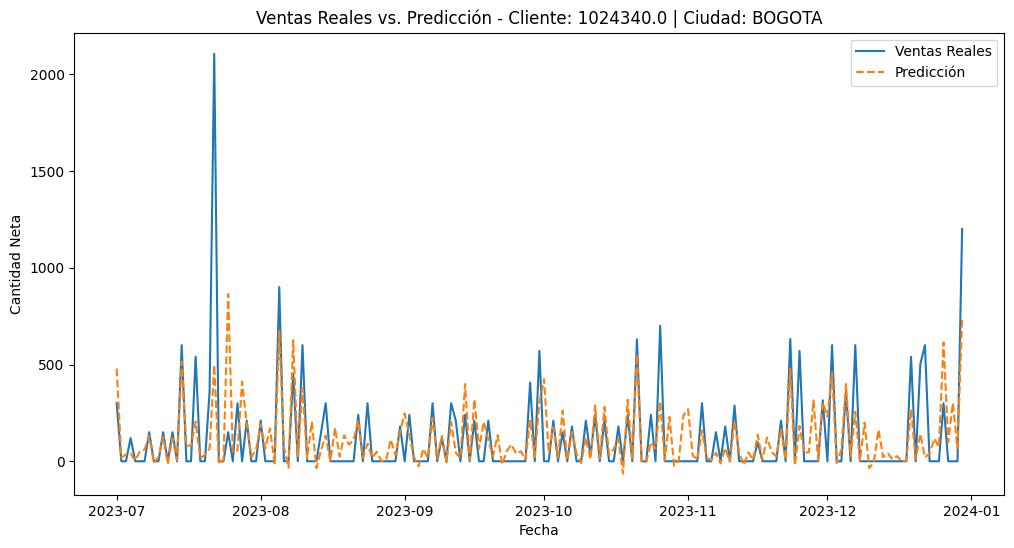 Ventas Reales vs. Predicción - Cliente: 1024340.0 | Ciudad: BOGOTA
Ventas Reales
Predicción
Cantidad Neta
2000
1500
1000
500
0
2023-07
2023-08
2023-09
2023-10
2023-11
2023-12
2024-01
Fecha